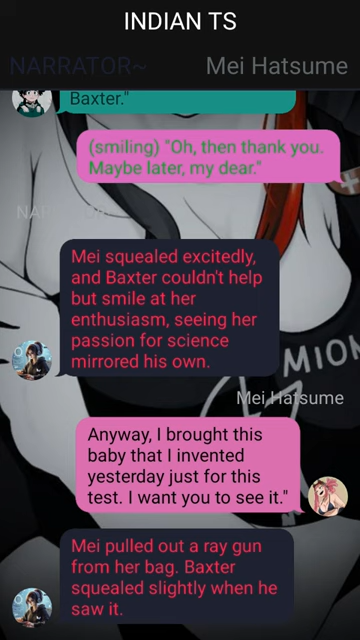 INDIAN TS
NARRATOR~ Mei Hatsume
Baxter."
(smiling) "Oh, then thank you.
Maybe later, my dear."
Mei squealed excitedly,
and Baxter couldn't help
but smile at her
enthusiasm, seeing her
passion for science
mirrored his own.
MION
Mei Hatsume
Anyway, I brought this
baby that I invented
yesterday just for this
test. I want you to see it."
Mei pulled out a ray gun
from her bag. Baxter
squealed slightly when he
saw it.